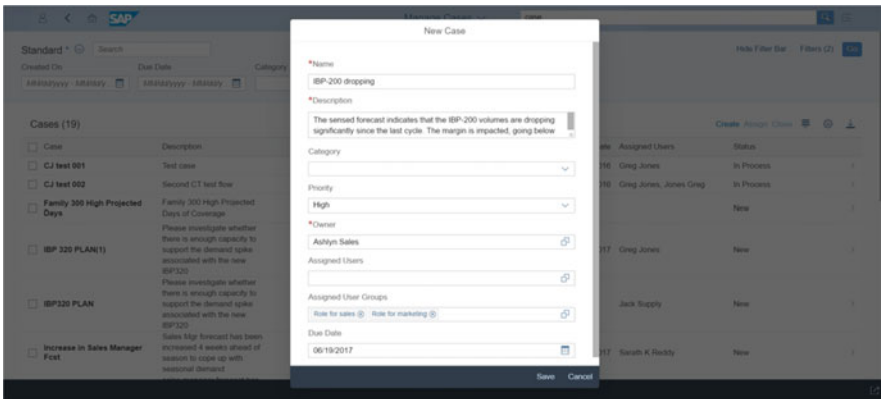 SAP
Manage Cases
New Case
Standard *
Search
Hide Filter Bar
Filters (2)
Go
Created On
Due Date
Category
Cases (19)
Create Assign Close
Case
Description
Assigned Users
Status
CJ test 001
Test case
Greg Jones
In Process
CJ test 002
Second CT test flow
Greg Jones, Jones Greg
In Process
Family 300 High Projected
Days
Family 300 High Projected
Days of Coverage
New
IBP 320 PLAN(1)
Please investigate whether
there is enough capacity to
support the demand spike
associated with the new
IBP320
2017
Greg Jones
New
IBP320 PLAN
Please investigate whether
there is enough capacity to
support the demand spike
associated with the new
IBP320
Jack Supply
New
Increase in Sales Manager
Fcst
Sales Mgr forecast has been
increased 4 weeks ahead of
season to cope up with
seasonal demand
Sarath K Reddy
New
*Name
IBP-200 dropping
*Description
The sensed forecast indicates that the IBP-200 volumes are dropping
significantly since the last cycle. The margin is impacted, going below
Category
Priority
High
*Owner
Ashlyn Sales
Assigned Users
Assigned User Groups
Role for sales
Role for marketing
Due Date
06/19/2017
Save
Cancel